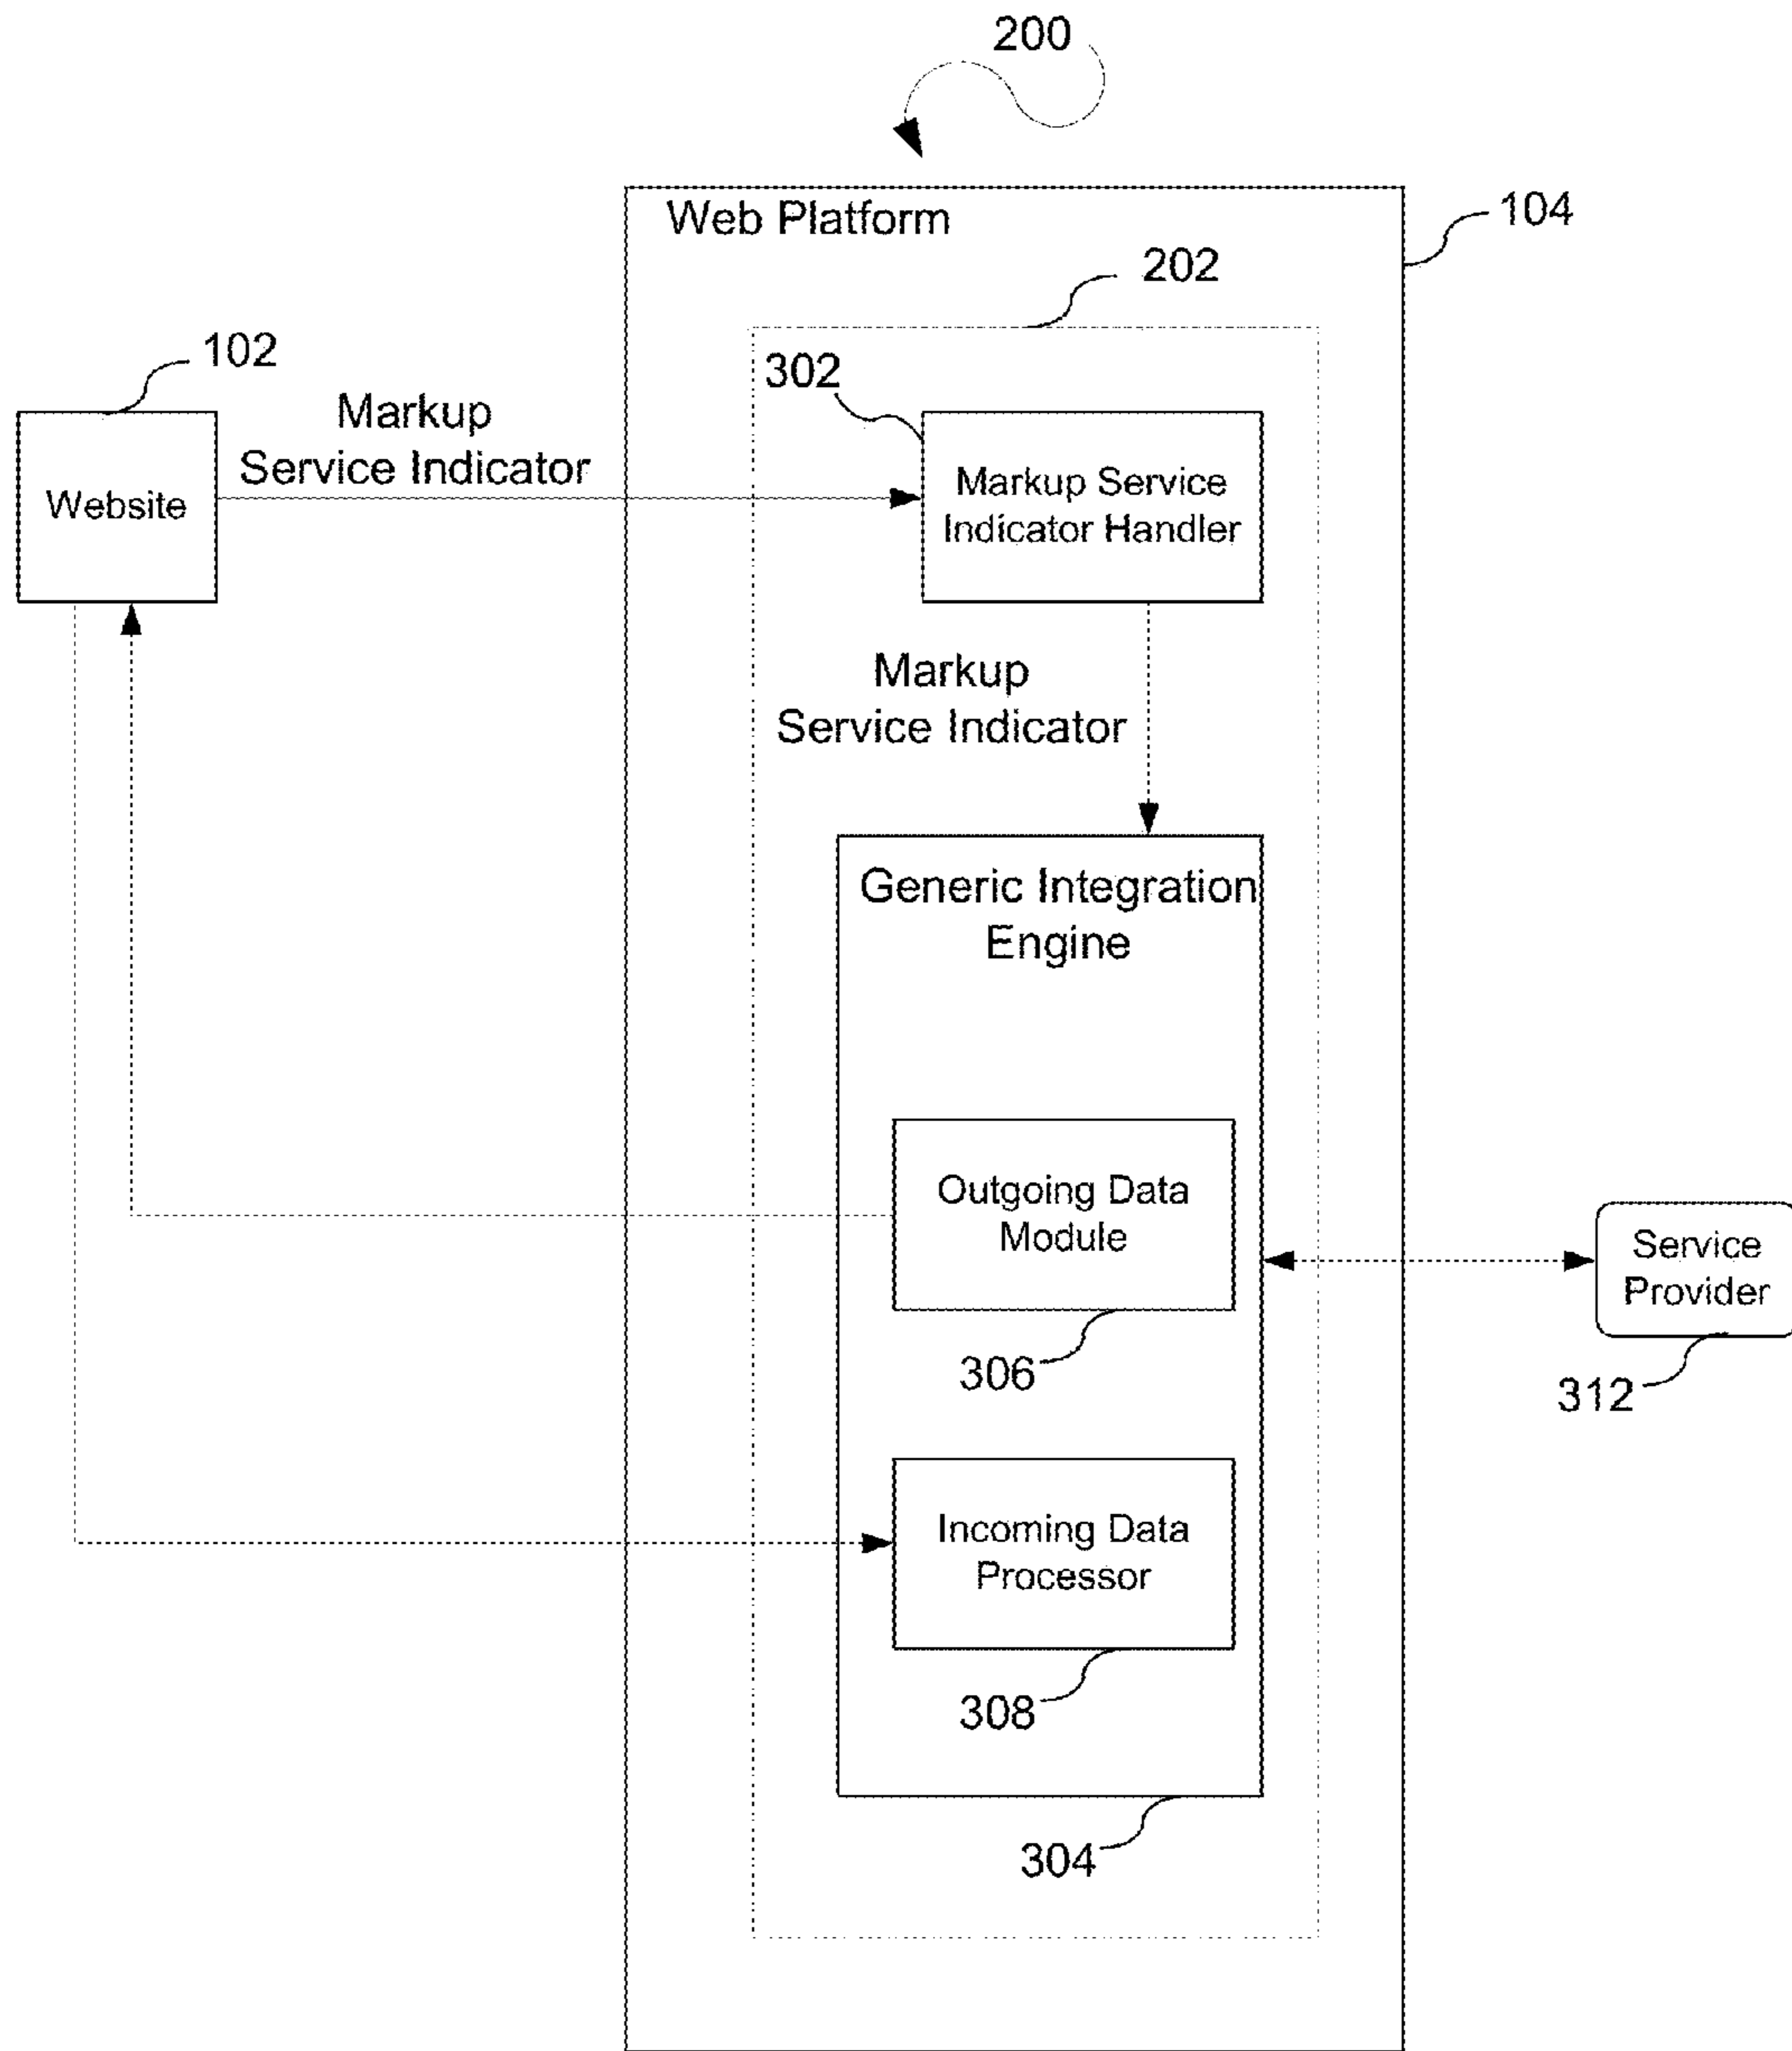 200
Web Platform
104
202
102
302
Markup
Service Indicator
Website
Markup Service
Indicator Handler
Markup
Service Indicator
Generic Integration
Engine
Outgoing Data
Module
306
Service
Provider
312
Incoming Data
Processor
308
304